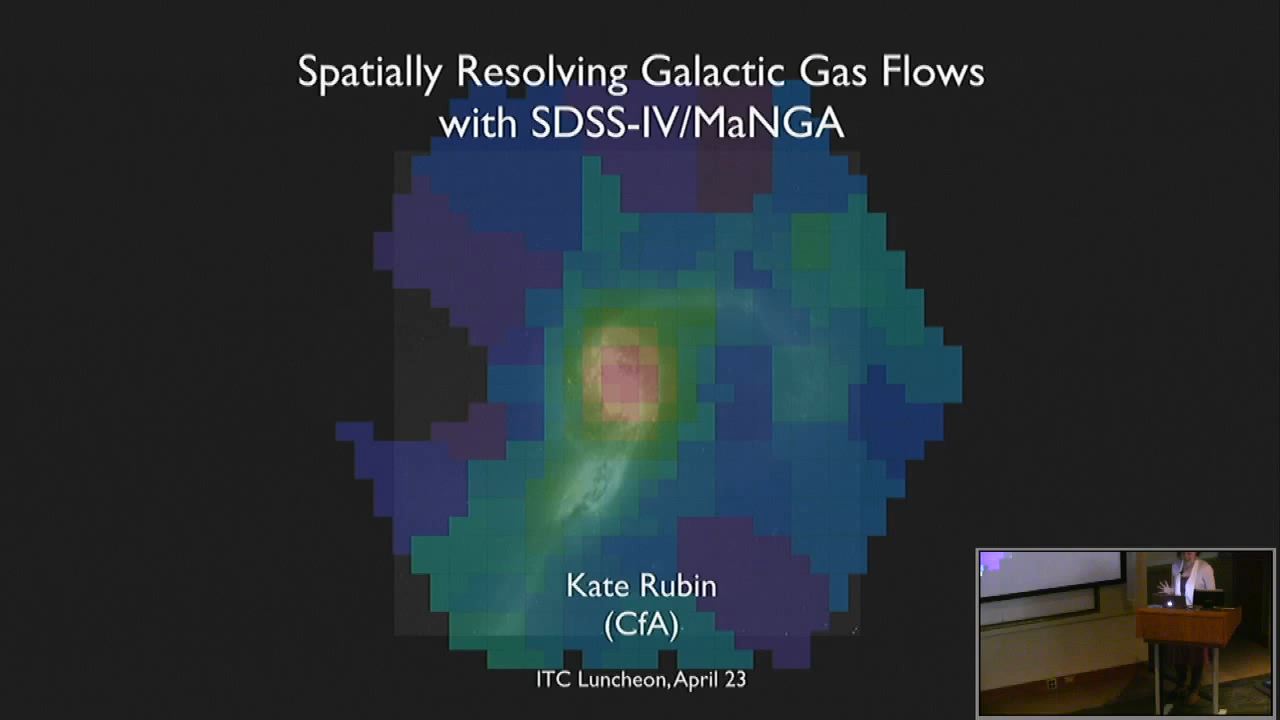 Spatially Resolving Galactic Gas Flows
with SDSS-IV/MaNGA
Kate Rubin
(CfA)
ITC Luncheon, April 23